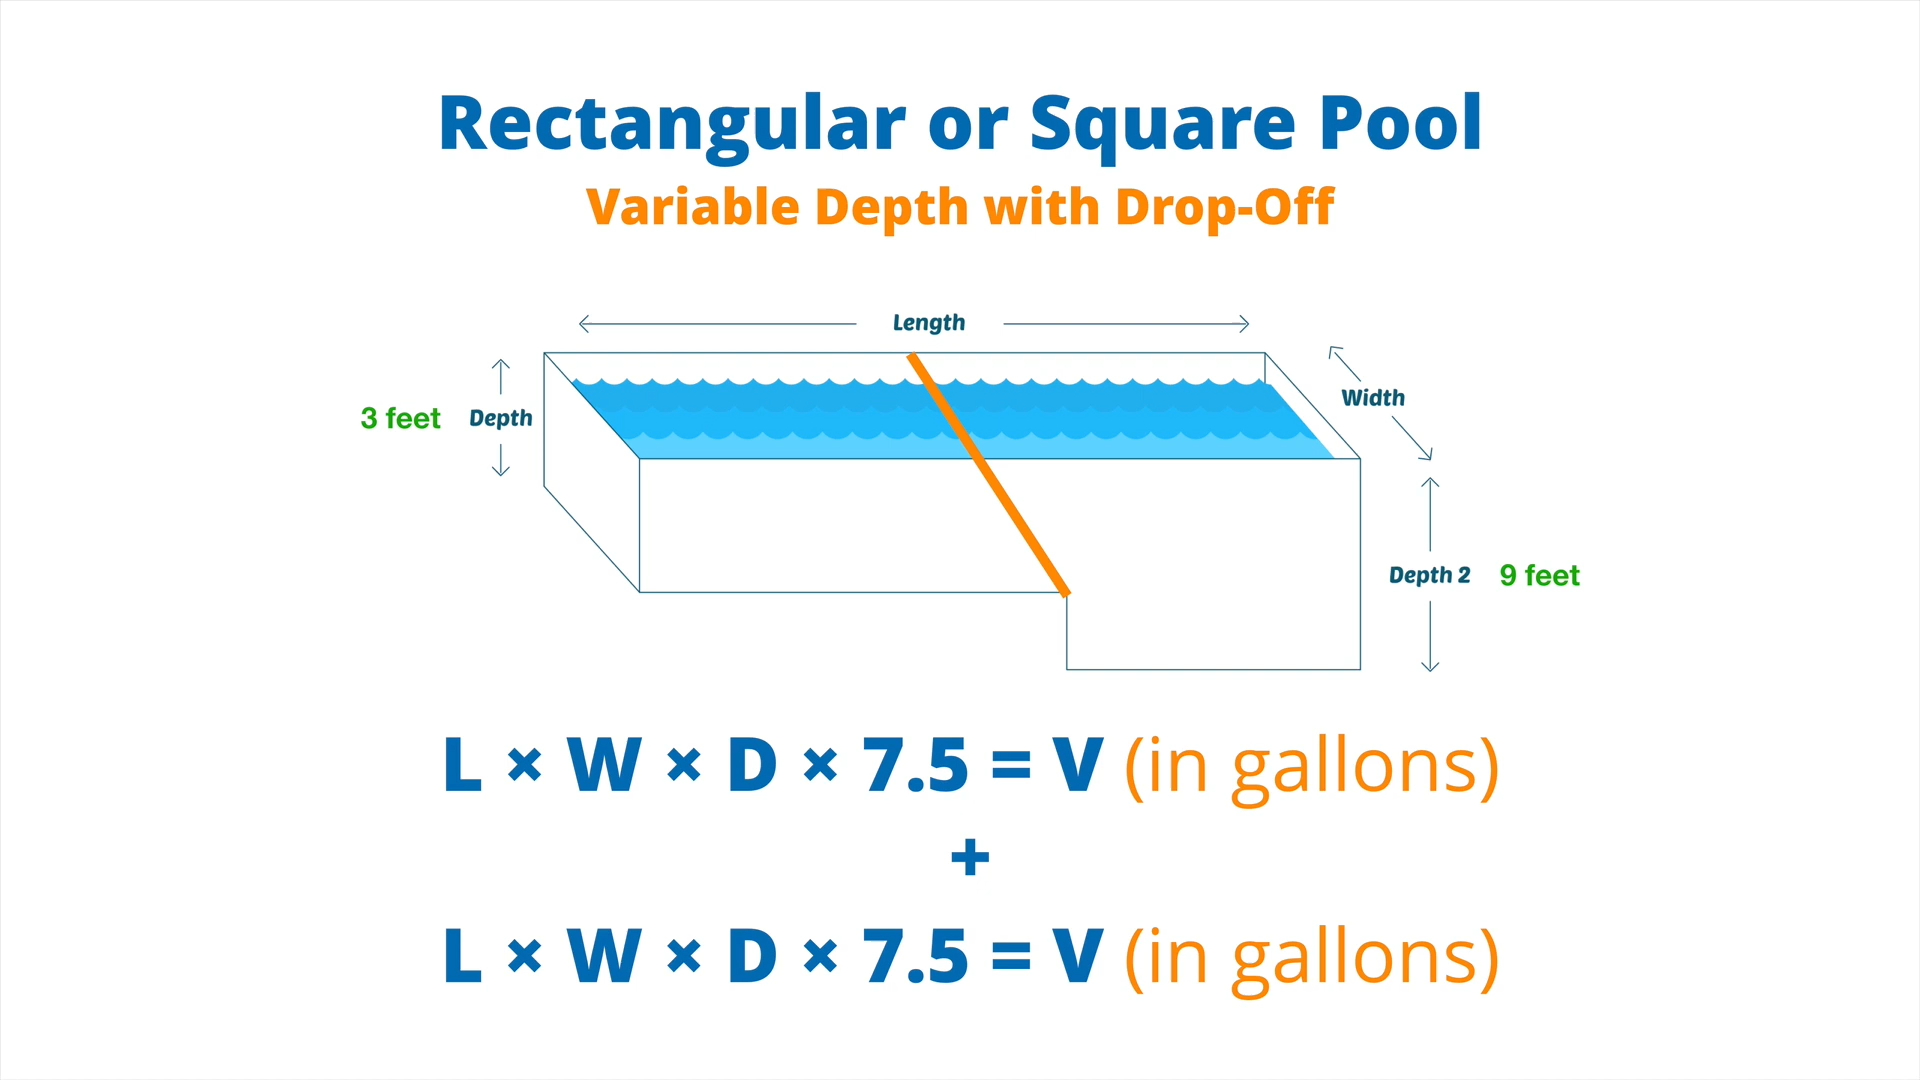 Rectangular or Square Pool
Variable Depth with Drop-Off
Length
Width
3 feet Depth
Depth 2 9 feet
L × W × D × 7.5 = V (in gallons)
+
L × W × D × 7.5 = V (in gallons)